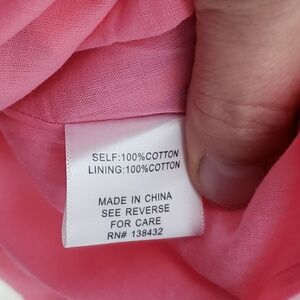 SELF:100%COTTON
LINING:100%COTTON
MADE IN CHINA
SEE REVERSE
FOR CARE
RN# 138432